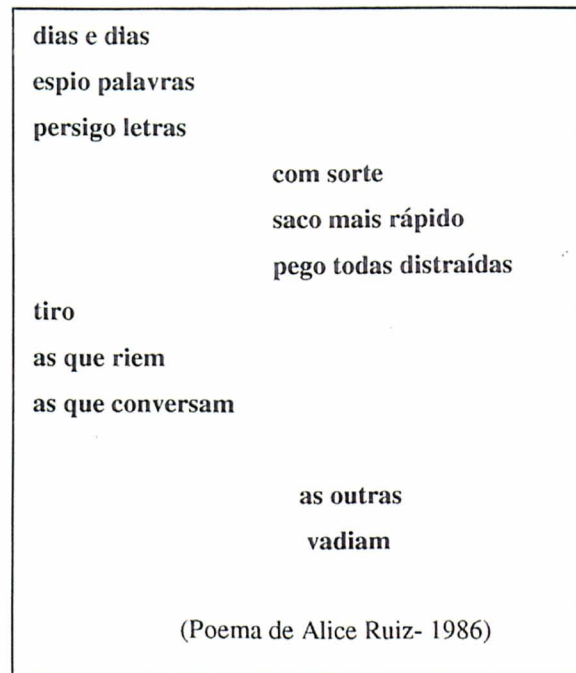 dias e dias
espio palavras
persigo letras
com sorte
saco mais rápido
pego todas distraídas
tiro
as que riem
as que conversam
as outras
vadiam
(Poema de Alice Ruiz- 1986)